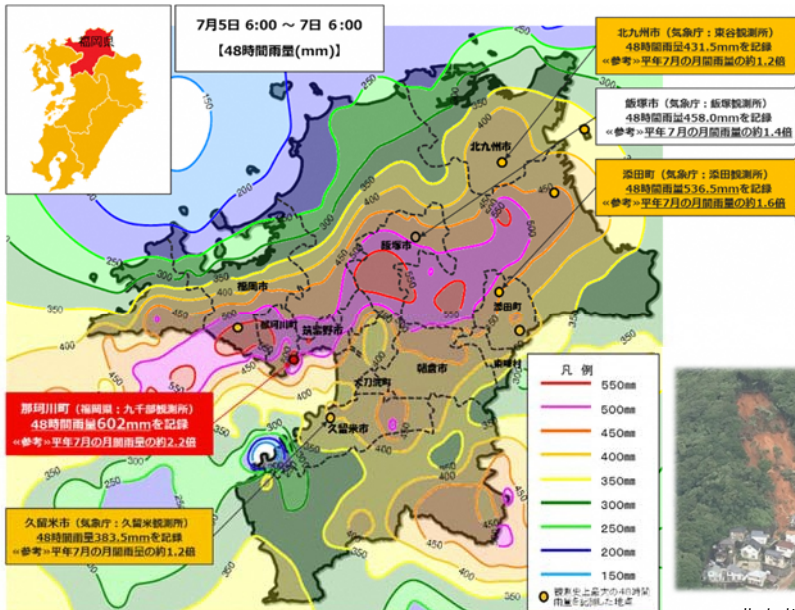 福岡県
7月5日 6:00 ～ 7日 6:00
【48時間雨量(mm)】
北九州市（気象庁：東谷観測所）
48時間雨量431.5mmを記録
≪参考≫平年7月の月間雨量の約1.2倍
飯塚市（気象庁：飯塚観測所）
48時間雨量458.0mmを記録
≪参考≫平年7月の月間雨量の約1.4倍
添田町（気象庁：添田観測所）
48時間雨量536.5mmを記録
≪参考≫平年7月の月間雨量の約1.6倍
北九州市
飯塚市
福岡市
那珂川町
筑紫野市
添田町
朝倉市
東峰村
大刀洗町
久留米市
那珂川町（福岡県：九千部観測所）
48時間雨量602mmを記録
≪参考≫平年7月の月間雨量の約2.2倍
久留米市（気象庁：久留米観測所）
48時間雨量383.5mmを記録
≪参考≫平年7月の月間雨量の約1.2倍
凡 例
550㎜
500㎜
450㎜
400㎜
350㎜
300㎜
250㎜
200㎜
150㎜
観測史上最大の48時間
雨量を記録した地点